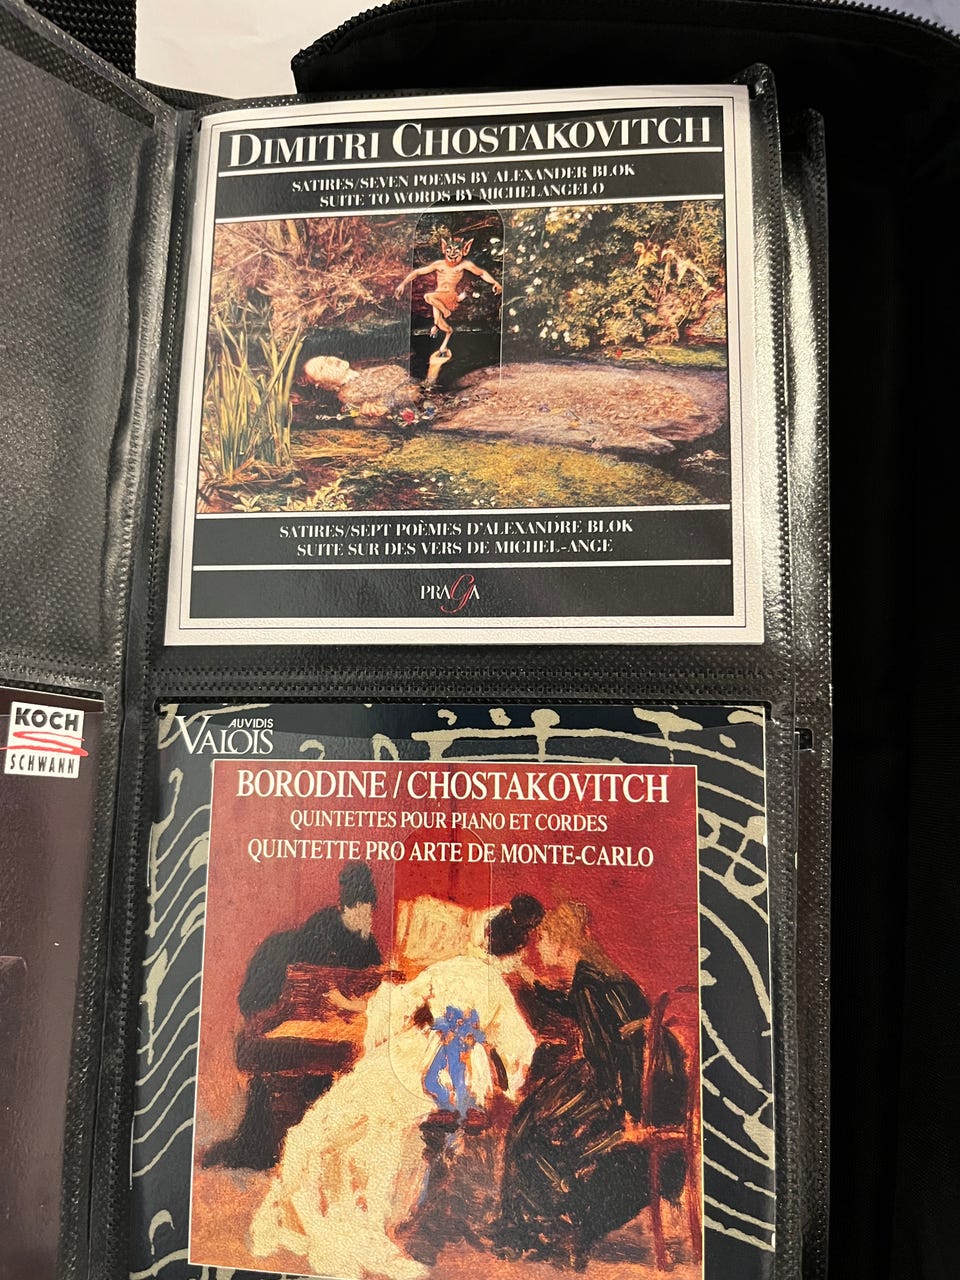 DIMITRI CHOSTAKOVITCH
SATIRES/SEVEN POEMS BY ALEXANDER BLOK
SUITE TO WORDS BY MICHELANGELO
SATIRES/SEPT POÈMES D'ALEXANDRE BLOK
SUITE SUR DES VERS DE MICHEL-ANGE
PRAGA
KOCH
SCHWANN
AUVIDIS
VALOIS
BORODINE / CHOSTAKOVITCH
QUINTETTES POUR PIANO ET CORDES
QUINTETTE PRO ARTE DE MONTE-CARLO